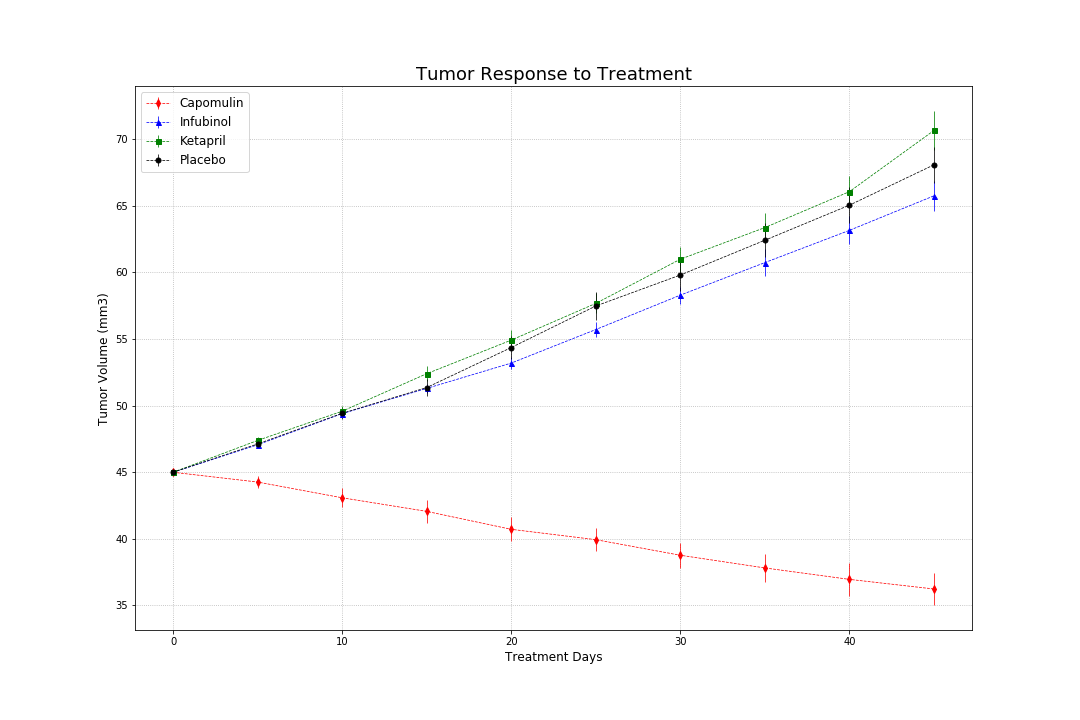 Tumor Response to Treatment
Capomulin
Infubinol
Ketapril
Placebo
Tumor Volume (mm3)
70
65
60
55
50
45
40
35
0 10 20 30 40
Treatment Days